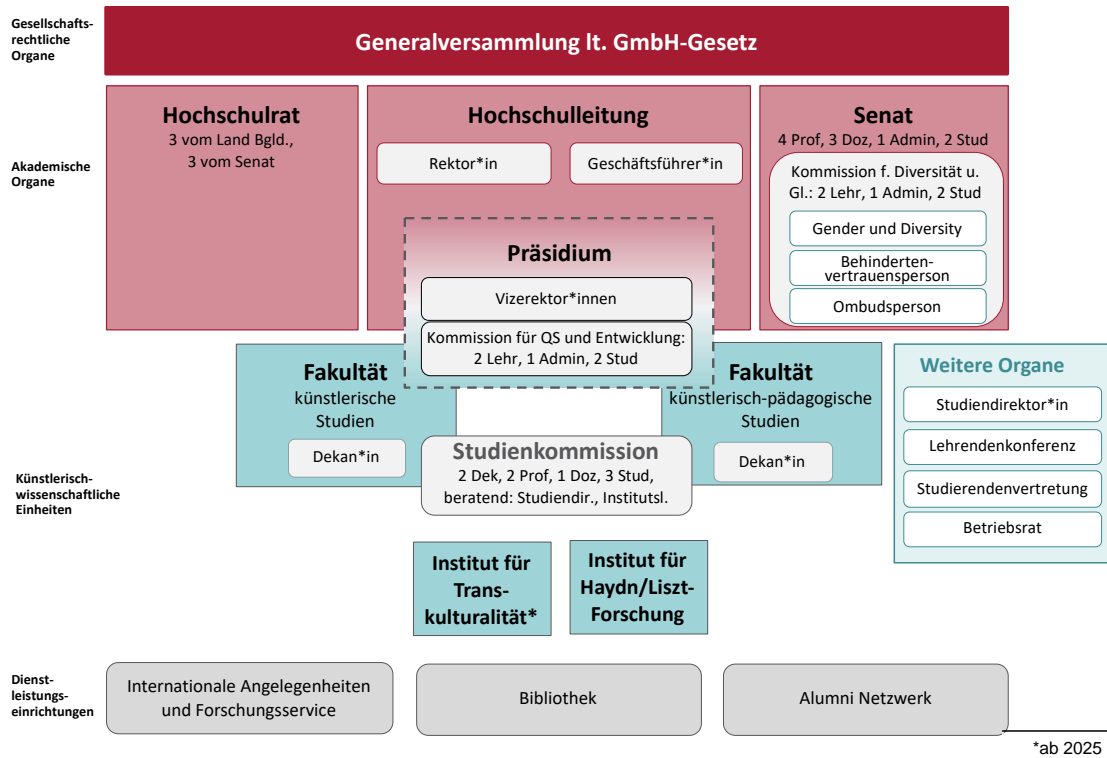 Gesellschafts-
rechtliche
Organe
Generalversammlung lt. GmbH-Gesetz
Akademische
Organe
Hochschulrat
3 vom Land Bgld.,
3 vom Senat
Hochschulleitung
Rektor*in
Geschäftsführer*in
Senat
4 Prof, 3 Doz, 1 Admin, 2 Stud
Kommission f. Diversität u.
Gl.: 2 Lehr, 1 Admin, 2 Stud
Gender und Diversity
Behinderten-
vertrauensperson
Ombudsperson
Präsidium
Vizerektor*innen
Kommission für QS und Entwicklung:
2 Lehr, 1 Admin, 2 Stud
Künstlerisch-
wissenschaftliche
Einheiten
Fakultät
künstlerische
Studien
Dekan*in
Fakultät
künstlerisch-pädagogische
Studien
Dekan*in
Studienkommission
2 Dek, 2 Prof, 1 Doz, 3 Stud,
beratend: Studiendir., Institutsl.
Weitere Organe
Studiendirektor*in
Lehrendenkonferenz
Studierendenvertretung
Betriebsrat
Institut für
Trans-
kulturalität*
Institut für
Haydn/Liszt-
Forschung
Dienst-
leistungs-
einrichtungen
Internationale Angelegenheiten
und Forschungsservice
Bibliothek
Alumni Netzwerk
*ab 2025